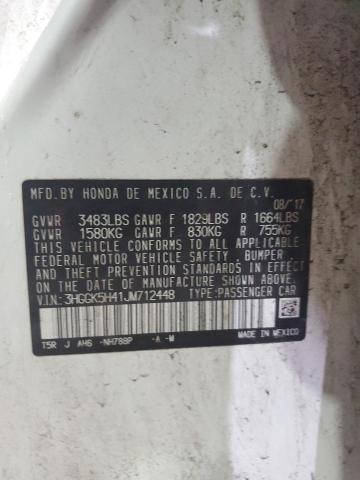 MFD.BY HONDA DE MEXICO S.A. DE C.V.
08/17
GVWR 3483LBS GAWR F 1829LBS R 1664LBS
GVWR 1580KG GAWR F 830KG R 755KG
THIS VEHICLE CONFORMS TO ALL APPLICABLE
FEDERAL MOTOR VEHICLE SAFETY , BUMPER ,
AND THEFT PREVENTION STANDARDS IN EFFECT
ON THE DATE OF MANUFACTURE SHOWN ABOVE.
V.I.N: 3HGGK5H41JM712448 TYPE:PASSENGER CAR
T5R J A46 -NH788P -A -M MADE IN MEXICO